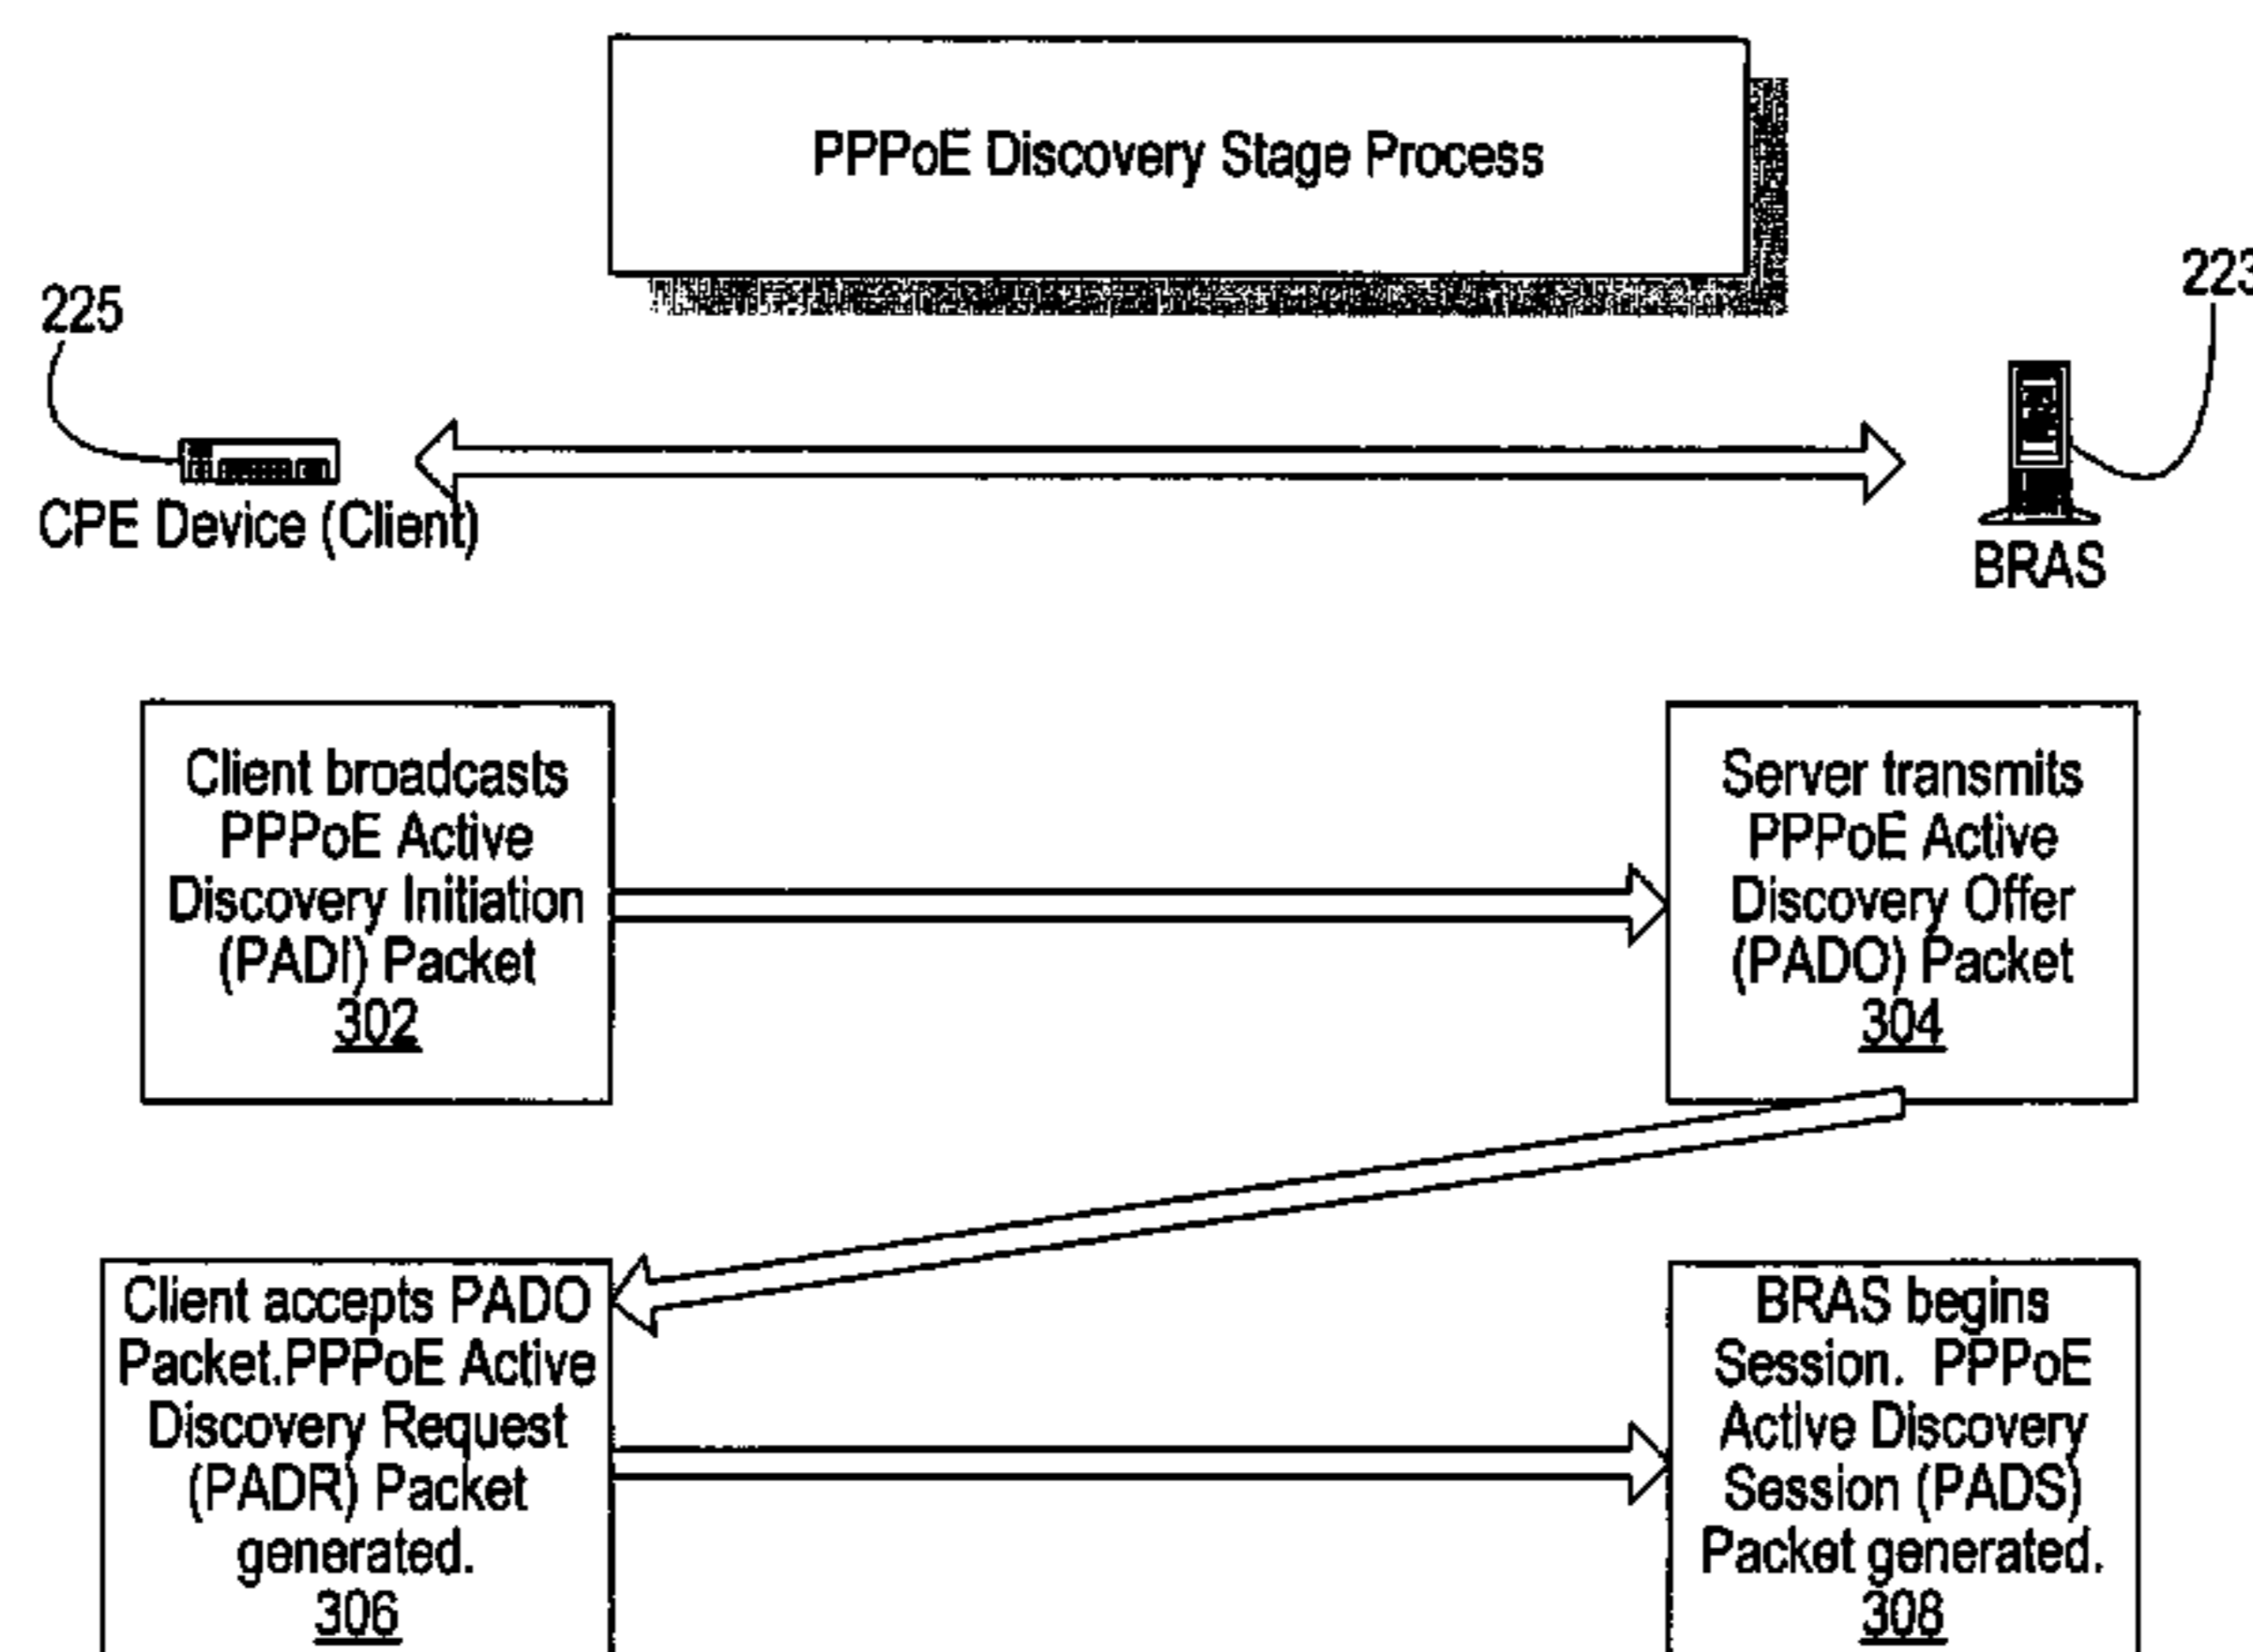 PPPoE Discovery Stage Process
225
223
CPE Device (Client)
BRAS
Client broadcasts
PPPoE Active
Discovery Initiation
(PADI) Packet
302
Server transmits
PPPoE Active
Discovery Offer
(PADO) Packet
304
Client accepts PADO
Packet.PPPoE Active
Discovery Request
(PADR) Packet
generated.
306
BRAS begins
Session. PPPoE
Active Discovery
Session (PADS)
Packet generated.
308